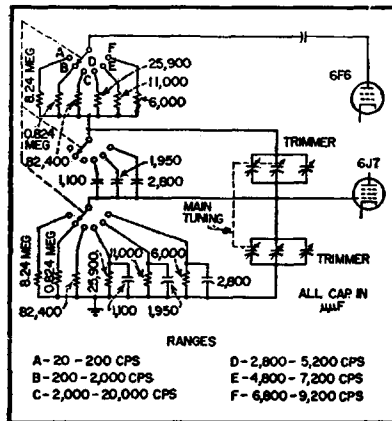 A
F
D
B
E
C
25,900
11,000
6,000
6F6
8.24 MEG
0.824 MEG
82,400
1,950
1,100
2,800
TRIMMER
6J7
MAIN TUNING
TRIMMER
8.24 MEG
0.824 MEG
82,400
25,900
11,000
6,000
1,100
1,950
2,800
ALL CAP. IN
μμF
RANGES
A-20-200 CPS
B-200-2,000 CPS
C-2,000-20,000 CPS
D-2,800-5,200 CPS
E-4,800-7,200 CPS
F-6,800-9,200 CPS